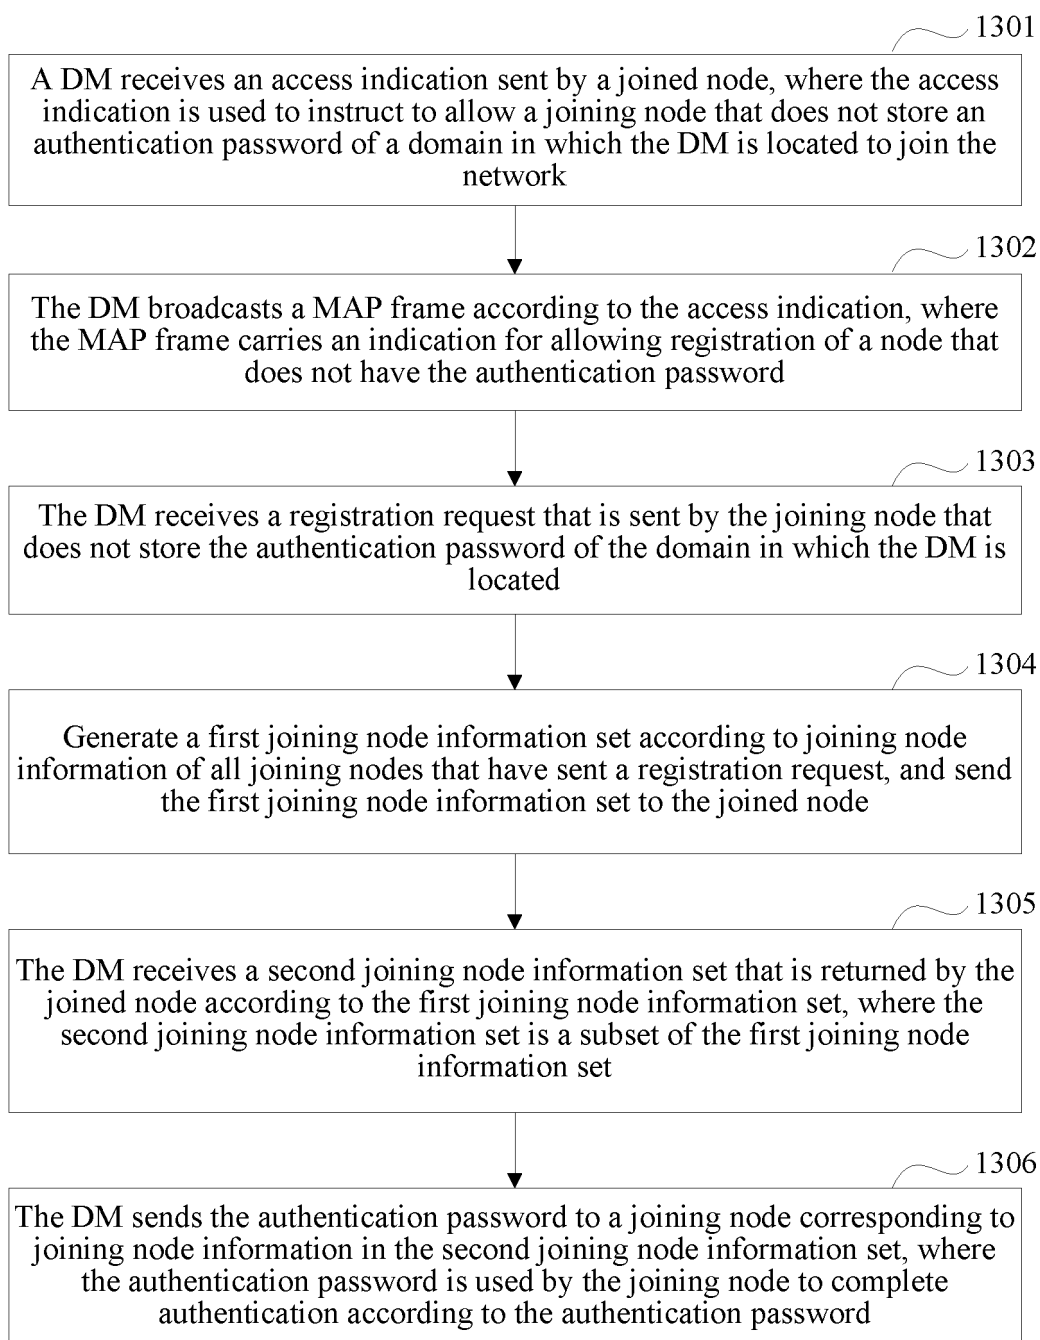 1301
A DM receives an access indication sent by a joined node, where the access
indication is used to instruct to allow a joining node that does not store an
authentication password of a domain in which the DM is located to join the
network
1302
The DM broadcasts a MAP frame according to the access indication, where
the MAP frame carries an indication for allowing registration of a node that
does not have the authentication password
1303
The DM receives a registration request that is sent by the joining node that
does not store the authentication password of the domain in which the DM is
located
1304
Generate a first joining node information set according to joining node
information of all joining nodes that have sent a registration request, and send
the first joining node information set to the joined node
1305
The DM receives a second joining node information set that is returned by the
joined node according to the first joining node information set, where the
second joining node information set is a subset of the first joining node
information set
1306
The DM sends the authentication password to a joining node corresponding to
joining node information in the second joining node information set, where
the authentication password is used by the joining node to complete
authentication according to the authentication password